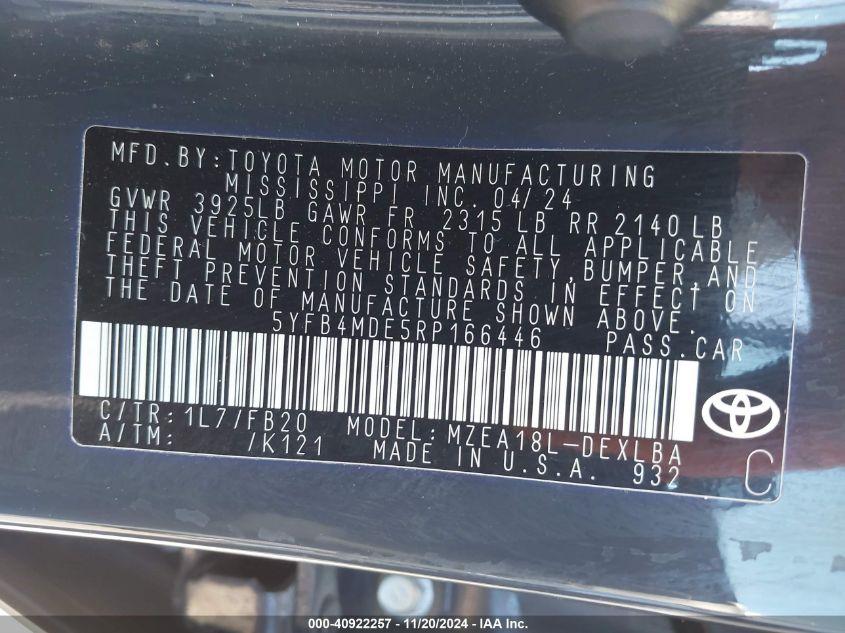 MFD.BY:TOYOTA MOTOR MANUFACTURING
MISSISSIPPI INC. 04/24
GVWR 3925LB GAWR FR 2315 LB RR 2140LB
THIS VEHICLE CONFORMS TO ALL APPLICABLE
FEDERAL MOTOR VEHICLE SAFETY,BUMPER,AND
THEFT PREVENTION STANDARDS IN EFFECT ON
THE DATE OF MANUFACTURE SHOWN ABOVE.
5YFB4MDE5RP166446 PASS.CAR
C/TR:1L7/FB20 MODEL:MZEA18L-DEXLBA
A/TM: /K121 MADE IN U.S.A. 932
C
000-40922257 - 11/20/2024 - IAA Inc.